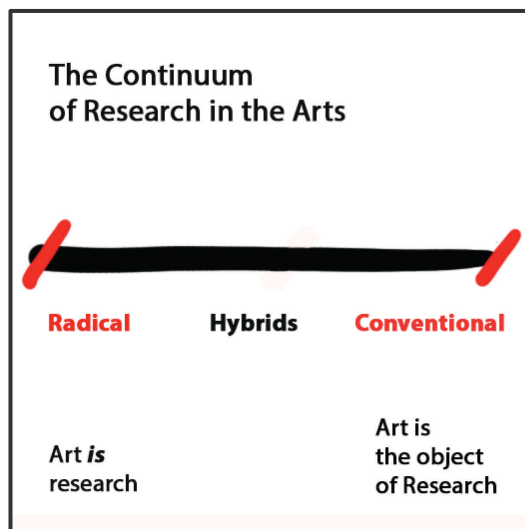 The Continuum
of Research in the Arts
Radical Hybrids Conventional
Art is
research
Art is
the object
of Research